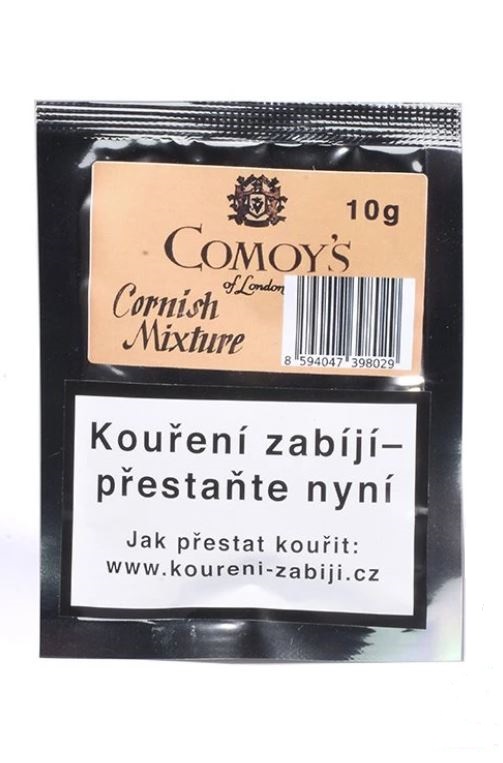 10g
COMOY'S
of London
Cornish
Mixture
8 594047 398029
Kouření zabíjí–
přestaňte nyní
Jak přestat kouřit:
www.koureni-zabiji.cz